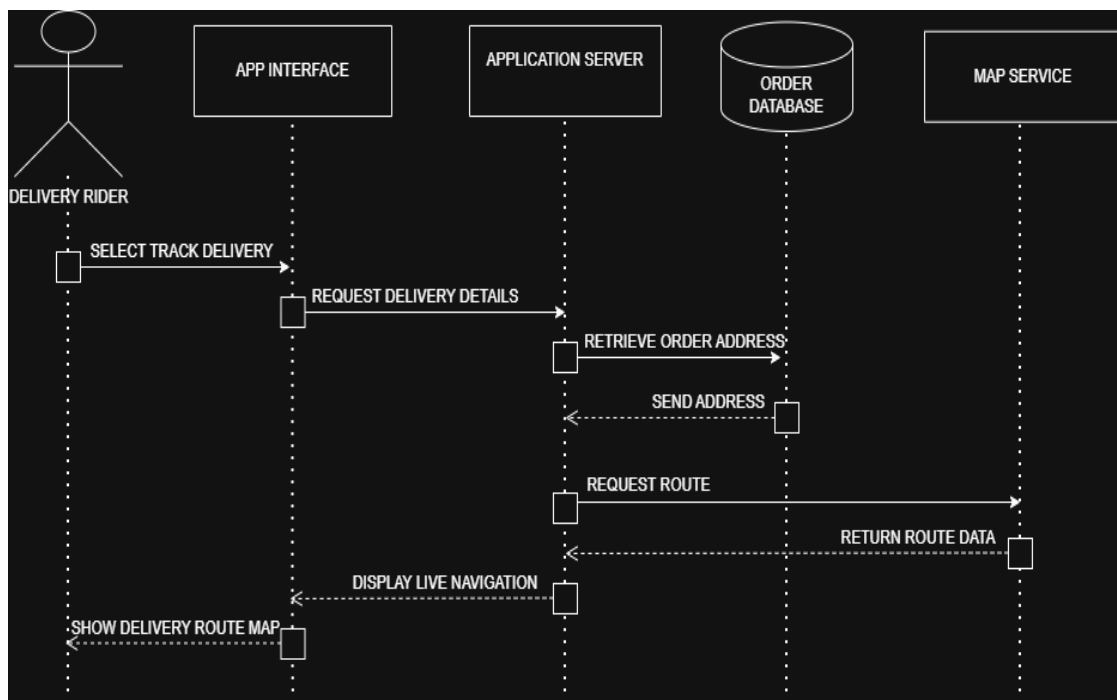 APP INTERFACE
APPLICATION SERVER
ORDER
DATABASE
MAP SERVICE
DELIVERY RIDER
SELECT TRACK DELIVERY
REQUEST DELIVERY DETAILS
RETRIEVE ORDER ADDRESS
SEND ADDRESS
REQUEST ROUTE
RETURN ROUTE DATA
DISPLAY LIVE NAVIGATION
SHOW DELIVERY ROUTE MAP